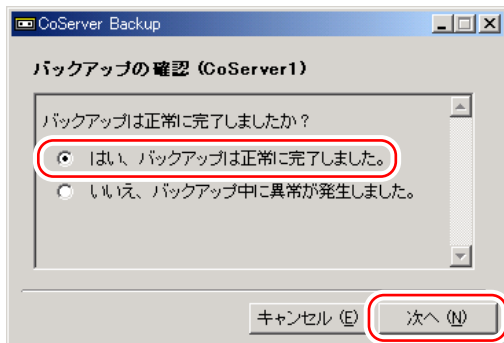 CoServer Backup
バックアップの確認 (CoServer1)
バックアップは正常に完了しましたか?
はい、バックアップは正常に完了しました。
いいえ、バックアップ中に異常が発生しました。
キャンセル (E) 次へ (N)